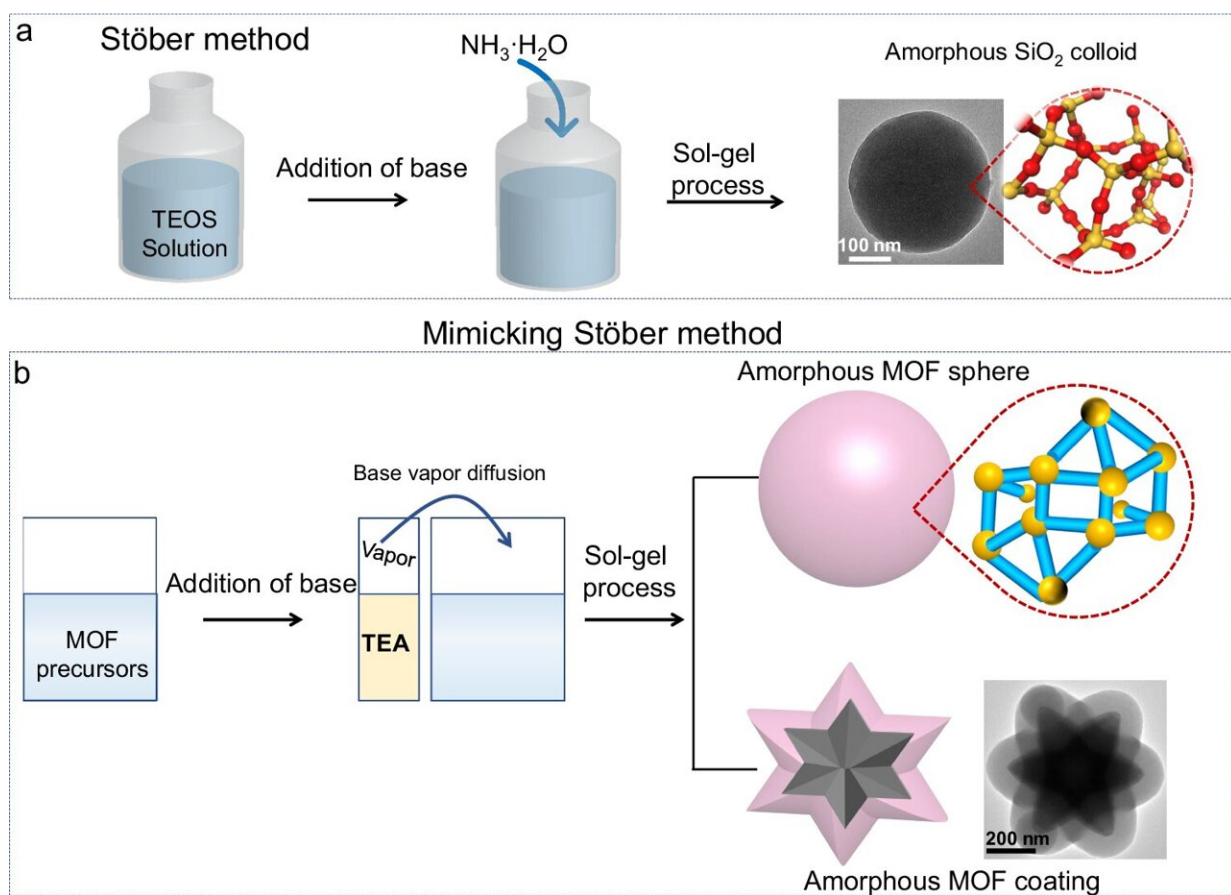 a
Stöber method
NH₃·H₂O
Amorphous SiO₂ colloid
TEOS
Solution
Addition of base
Sol-gel
process
100 nm
Mimicking Stöber method
b
Amorphous MOF sphere
Base vapor diffusion
MOF
precursors
Addition of base
Vapor
TEA
Sol-gel
process
200 nm
Amorphous MOF coating